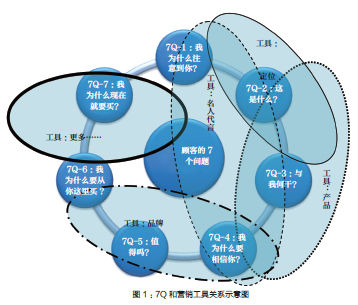 7Q-1：我
为什么注
意到你?
工具：
定位
7Q-2：这
是什么?
工具：名人代言
7Q-7：我
为什么现在
就要买?
工具：更多……
顾客的 7
个问题
7Q-3：与
我何干?
工具：产品
7Q-6：我
为什么要从
你这里买?
工具：品牌
7Q-5：值
得吗?
7Q-4：我
为什么要
相信你?
图 1：7Q 和营销工具关系示意图